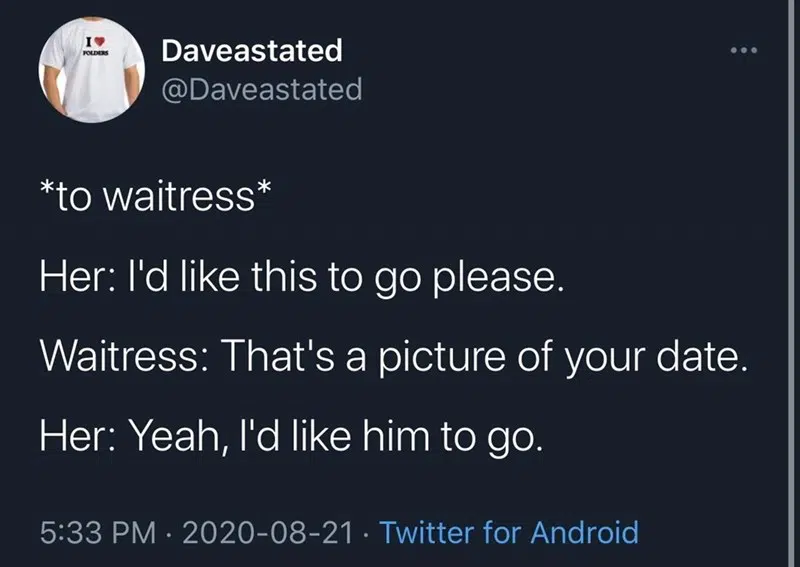 I ❤ FOLDERS
Daveastated
@Daveastated
*to waitress*
Her: I'd like this to go please.
Waitress: That's a picture of your date.
Her: Yeah, I'd like him to go.
5:33 PM · 2020-08-21 · Twitter for Android